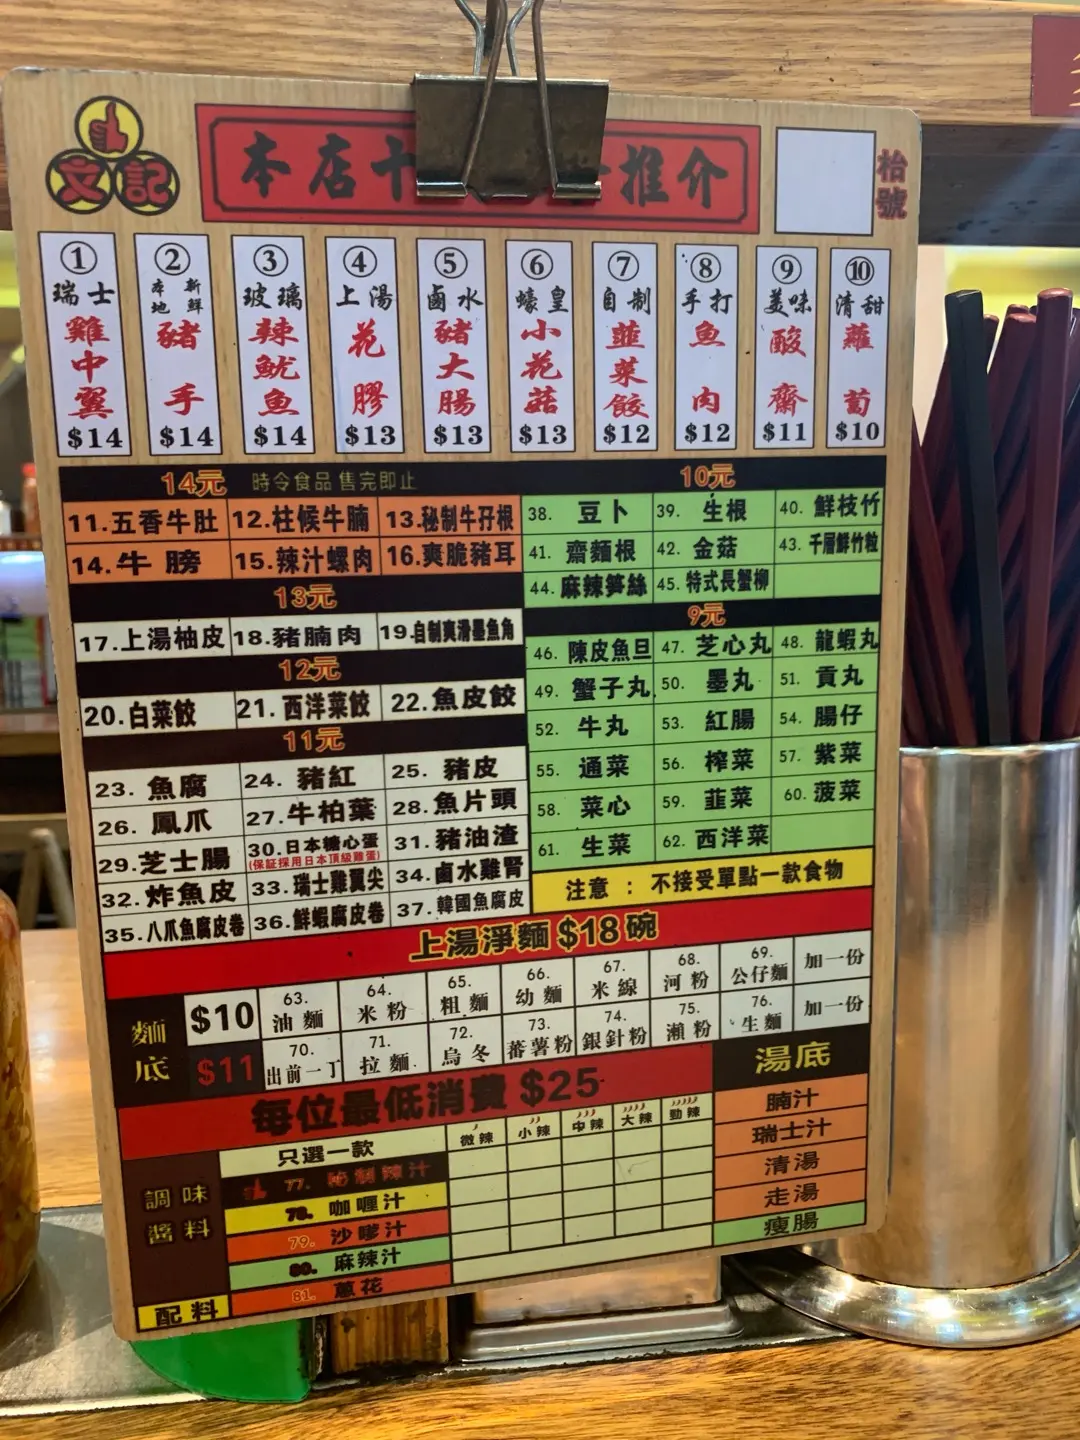 文記
本店十
推介
枱號
① 瑞士 雞中翼 $14
② 本地新鮮 豬手 $14
③ 玻璃 辣魷魚 $14
④ 上湯 花膠 $13
⑤ 鹵水 豬大腸 $13
⑥ 蠔皇 小花菇 $13
⑦ 自制 韮菜餃 $12
⑧ 手打 魚肉 $12
⑨ 美味 酸齋 $11
⑩ 清甜 蘿蔔 $10
14元 時令食品 售完即止
11.五香牛肚 12.柱候牛腩 13.秘制牛孖根
14.牛膀 15.辣汁螺肉 16.爽脆豬耳
13元
17.上湯柚皮 18.豬腩肉 19.自制爽滑墨魚角
12元
20.白菜餃 21.西洋菜餃 22.魚皮餃
11元
23.魚腐 24.豬紅 25.豬皮
26.鳳爪 27.牛柏葉 28.魚片頭
29.芝士腸 30.日本糖心蛋 31.豬油渣
(保証採用日本頂級雞蛋)
32.炸魚皮 33.瑞士雞翼尖 34.鹵水雞腎
35.八爪魚腐皮卷 36.鮮蝦腐皮卷 37.韓國魚腐皮
10元
38.豆卜 39.生根 40.鮮枝竹
41.齋麵根 42.金菇 43.千層鮮竹粒
44.麻辣笋絲 45.特式長蟹柳
9元
46.陳皮魚旦 47.芝心丸 48.龍蝦丸
49.蟹子丸 50.墨丸 51.貢丸
52.牛丸 53.紅腸 54.腸仔
55.通菜 56.榨菜 57.紫菜
58.菜心 59.韮菜 60.菠菜
61.生菜 62.西洋菜
注意：不接受單點一款食物
上湯淨麵 $18碗
麵底
$10 63.油麵 64.米粉 65.粗麵 66.幼麵 67.米線 68.河粉 69.公仔麵 加一份
$11 70.出前一丁 71.拉麵 72.烏冬 73.蕃薯粉 74.銀針粉 75.瀨粉 76.生麵 加一份
每位最低消費 $25
只選一款 微辣 小辣 中辣 大辣 勁辣
調味醬料
77.秘制辣汁
78.咖喱汁
79.沙嗲汁
80.麻辣汁
配料 81.蔥花
湯底
腩汁
瑞士汁
清湯
走湯
瘦腸